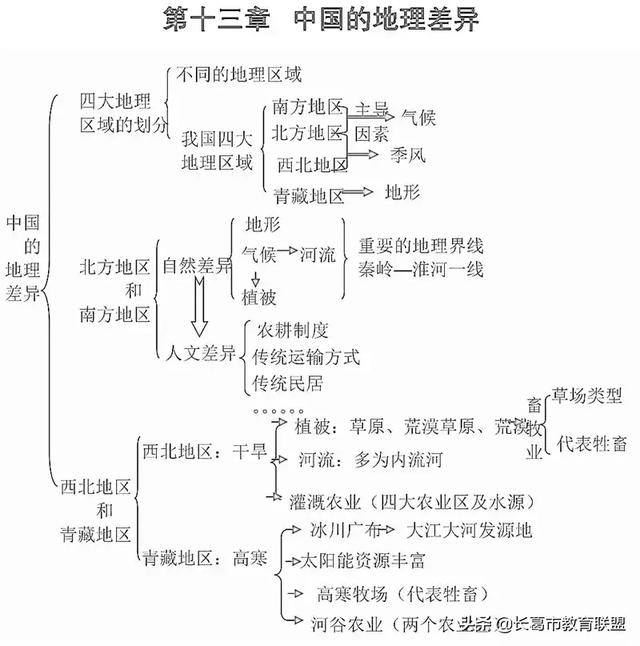 第十三章 中国的地理差异
中国
的
地理
差异
四大地理
区域的划分
不同的地理区域
我国四大
地理区域
南方地区
北方地区
西北地区
青藏地区
主导
因素
气候
季风
地形
北方地区
和
南方地区
自然差异
地形
气候
河流
植被
重要的地理界线
秦岭—淮河一线
人文差异
农耕制度
传统运输方式
传统民居
。。。。。。
西北地区
和
青藏地区
西北地区：干旱
植被：草原、荒漠草原、荒漠
畜
牧
业
草场类型
代表牲畜
河流：多为内流河
灌溉农业（四大农业区及水源）
青藏地区：高寒
冰川广布
大江大河发源地
太阳能资源丰富
高寒牧场（代表牲畜）
河谷农业（两个农业
头条@长葛市教育联盟